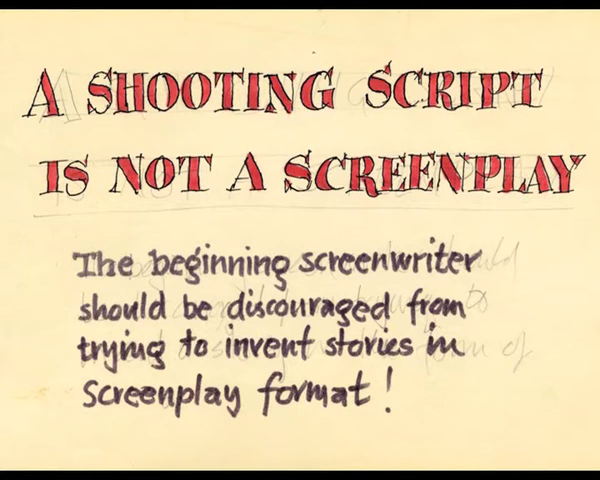 A SHOOTING SCRIPT
IS NOT A SCREENPLAY
The beginning screenwriter
should be discouraged from
trying to invent stories in
screenplay format!